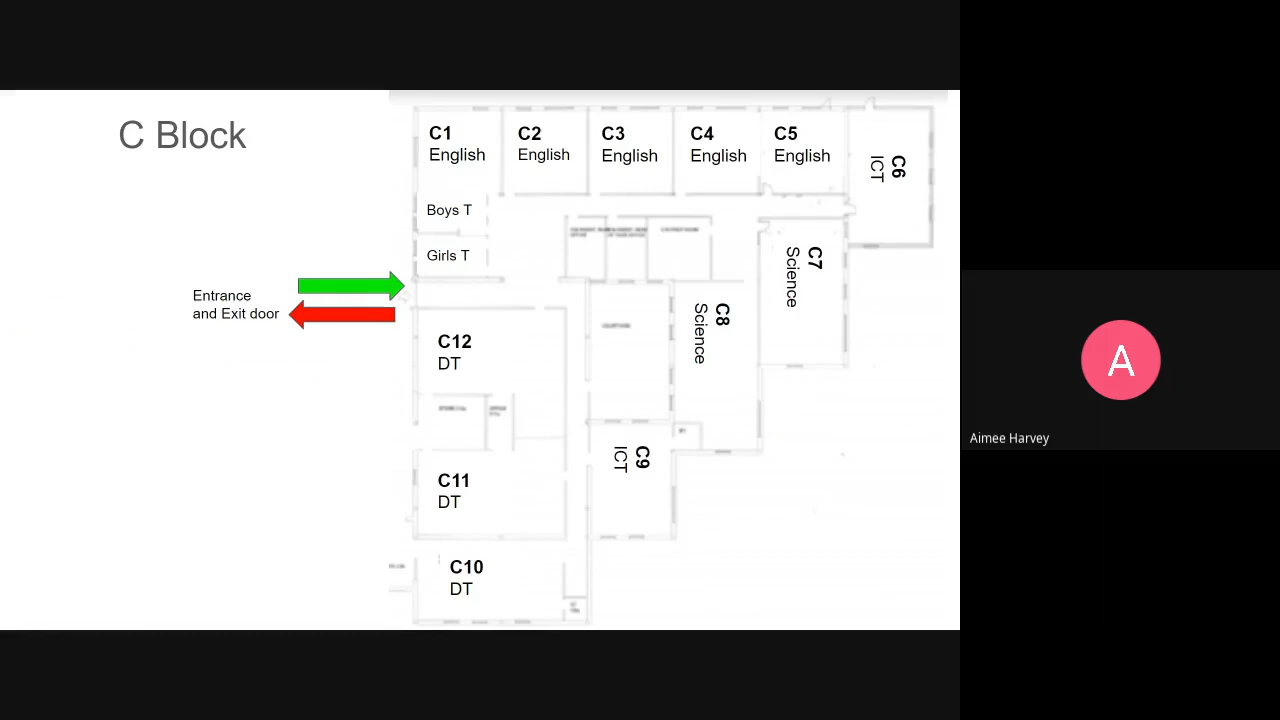 C Block
C1
English
C2
English
C3
English
C4
English
C5
English
C6
ICT
Boys T
Girls T
C7
Science
C8
Science
Entrance
and Exit door
C12
DT
COURTYARD
C9
ICT
C11
DT
C10
DT
A
Aimee Harvey